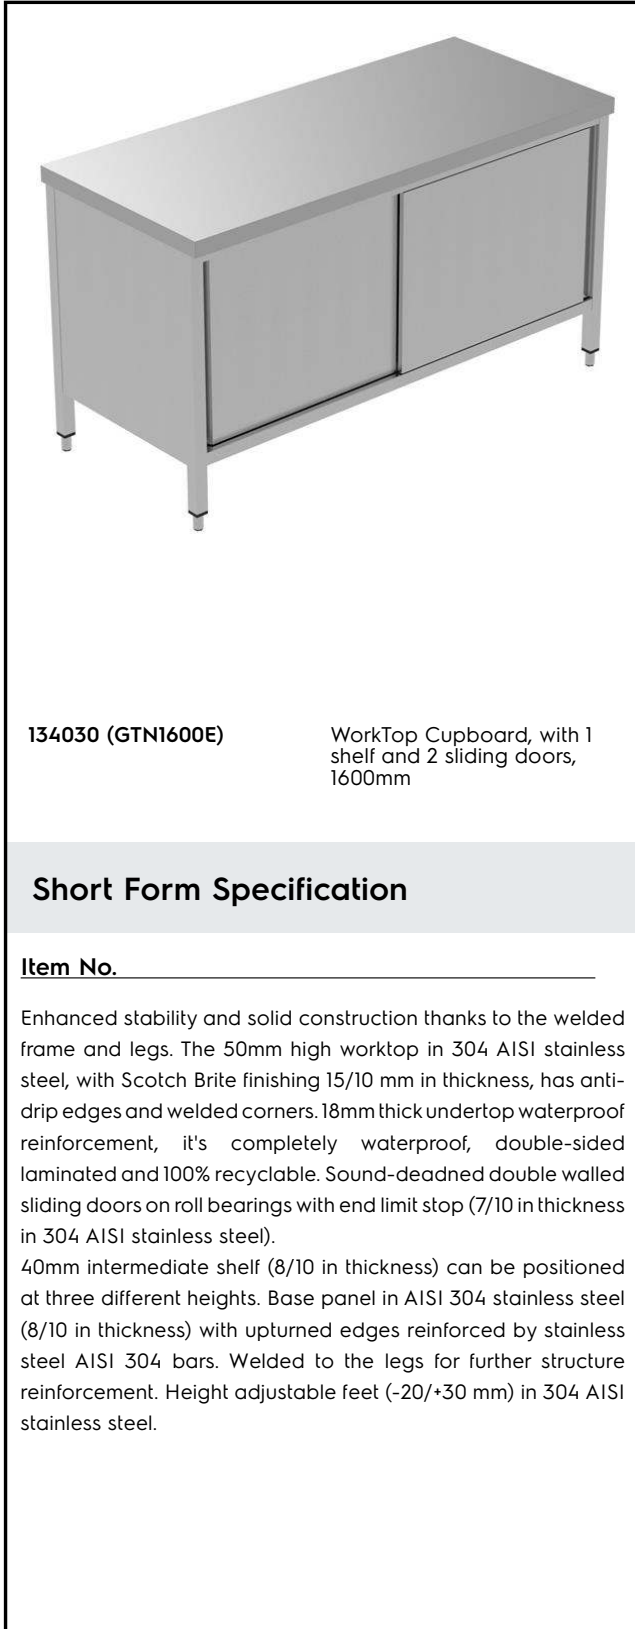 134030 (GTN1600E)
WorkTop Cupboard, with 1
shelf and 2 sliding doors,
1600mm
Short Form Specification
Item No.
Enhanced stability and solid construction thanks to the welded
frame and legs. The 50mm high worktop in 304 AISI stainless
steel, with Scotch Brite finishing 15/10 mm in thickness, has anti-
drip edges and welded corners. 18mm thick undertop waterproof
reinforcement, it's completely waterproof, double-sided
laminated and 100% recyclable. Sound-deadned double walled
sliding doors on roll bearings with end limit stop (7/10 in thickness
in 304 AISI stainless steel).
40mm intermediate shelf (8/10 in thickness) can be positioned
at three different heights. Base panel in AISI 304 stainless steel
(8/10 in thickness) with upturned edges reinforced by stainless
steel AISI 304 bars. Welded to the legs for further structure
reinforcement. Height adjustable feet (-20/+30 mm) in 304 AISI
stainless steel.